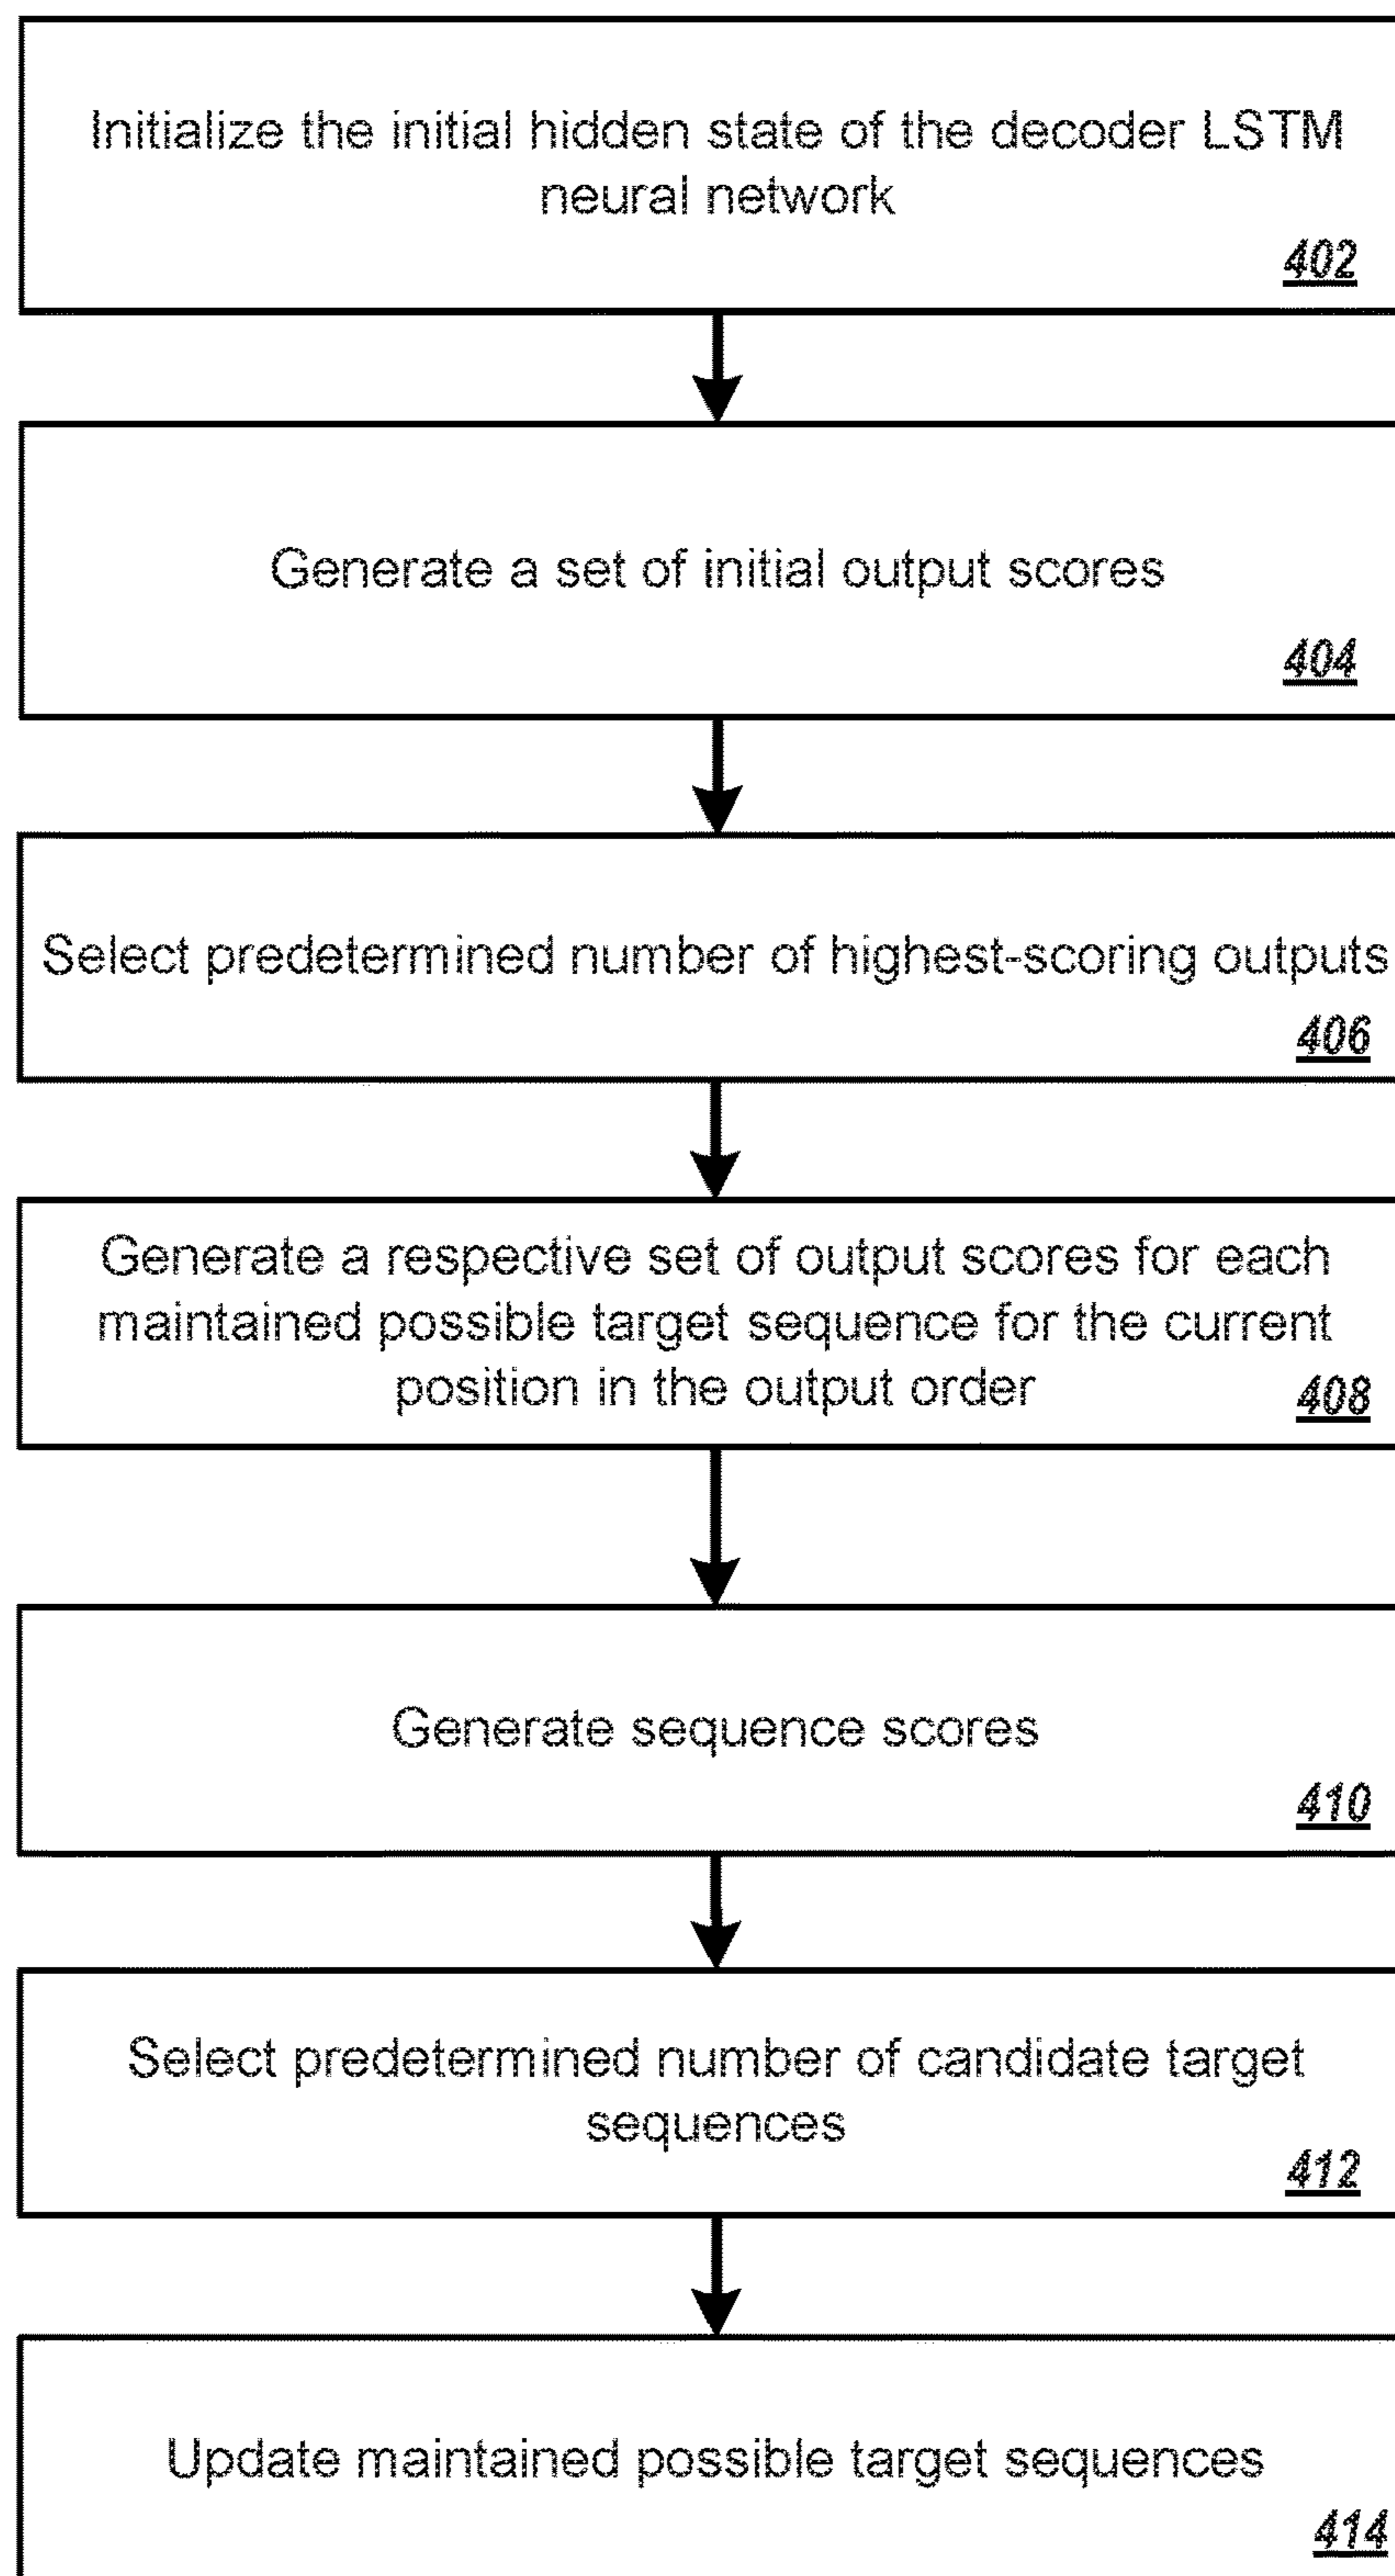 Initialize the initial hidden state of the decoder LSTM
neural network
402
Generate a set of initial output scores
404
Select predetermined number of highest-scoring outputs
406
Generate a respective set of output scores for each
maintained possible target sequence for the current
position in the output order
408
Generate sequence scores
410
Select predetermined number of candidate target
sequences
412
Update maintained possible target sequences
414